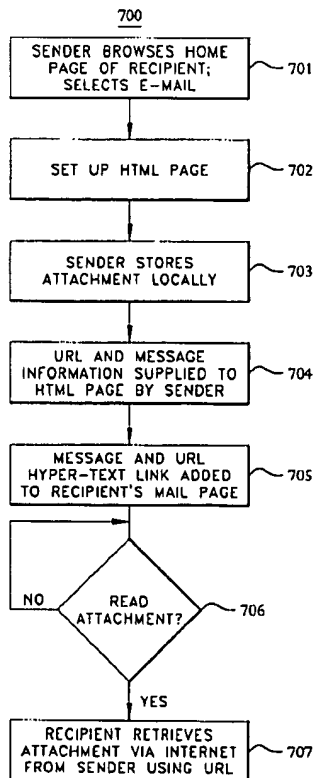 700
SENDER BROWSES HOME
PAGE OF RECIPIENT;
SELECTS E-MAIL
701
SET UP HTML PAGE
702
SENDER STORES
ATTACHMENT LOCALLY
703
URL AND MESSAGE
INFORMATION SUPPLIED TO
HTML PAGE BY SENDER
704
MESSAGE AND URL
HYPER-TEXT LINK ADDED
TO RECIPIENT'S MAIL PAGE
705
NO
READ
ATTACHMENT?
706
YES
RECIPIENT RETRIEVES
ATTACHMENT VIA INTERNET
FROM SENDER USING URL
707